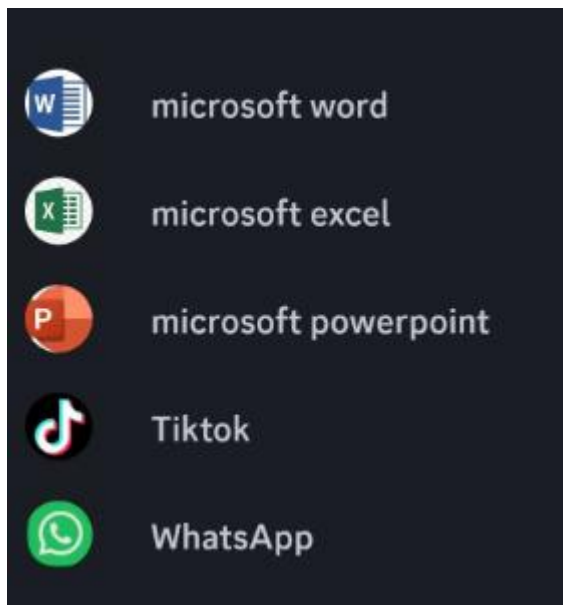 W
microsoft word
X
microsoft excel
P
microsoft powerpoint
Tiktok
WhatsApp